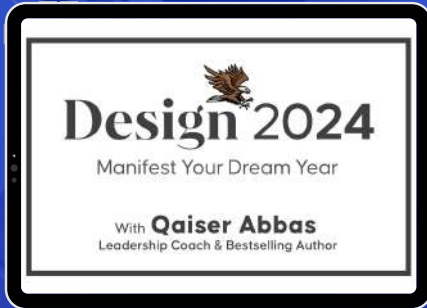 Design 2024
Manifest Your Dream Year
With Qaiser Abbas
Leadership Coach & Bestselling Author